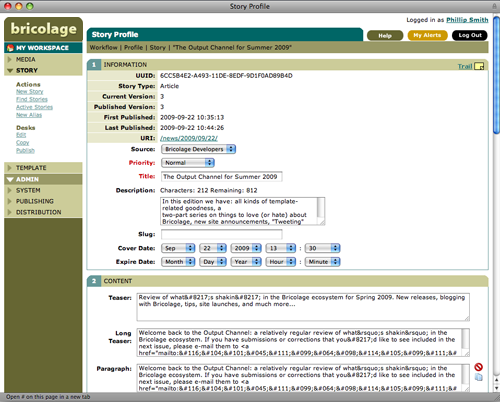 Story Profile
bricolage
Logged in as Phillip Smith
Story Profile
Help
My Alerts
Log Out
Workflow | Profile | Story | "The Output Channel for Summer 2009"
MY WORKSPACE
MEDIA
STORY
Actions
New Story
Find Stories
Active Stories
New Alias
Desks
Edit
Copy
Publish
TEMPLATE
ADMIN
SYSTEM
PUBLISHING
DISTRIBUTION
1 INFORMATION
Trail
UUID: 6CC5B4E2-A493-11DE-8EDF-9D1F0AD89B4D
Story Type: Article
Current Version: 3
Published Version: 3
First Published: 2009-09-22 10:35:13
Last Published: 2009-09-22 10:44:26
URI: /news/2009/09/22/
Source: Bricolage Developers
Priority: Normal
Title: The Output Channel for Summer 2009
Description: Characters: 212 Remaining: 812
In this edition we have: all kinds of template-
related goodness, a
two-part series on things to love (or hate) about
Bricolage, new site announcements, "Tweeting"
Slug:
Cover Date: Sep 22 2009 13 : 30
Expire Date: Month Day Year Hour : Minute
2 CONTENT
Teaser: Review of what&#8217;s shakin&#8217; in the Bricolage ecosystem for Spring 2009. New releases, blogging
with Bricolage, tips, site launches, and much more...
Long Teaser: Welcome back to the Output Channel: a relatively regular review of what&rsquo;s shakin&rsquo; in the
Bricolage ecosystem. If you have submissions or corrections that you&#8217;d like to see included in the
next issue, please e-mail them to <a
href="mailto:&#116;&#104;&#101;&#045;&#111;&#099;&#064;&#098;&#114;&#105;&#099;&#111;&#
Paragraph: Welcome back to the Output Channel: a relatively regular review of what&rsquo;s shakin&rsquo; in the
Bricolage ecosystem. If you have submissions or corrections that you&#8217;d like to see included in the
next issue, please e-mail them to <a
href="mailto:&#116;&#104;&#101;&#045;&#111;&#099;&#064;&#098;&#114;&#105;&#099;&#111;&#
Open # on this page in a new tab